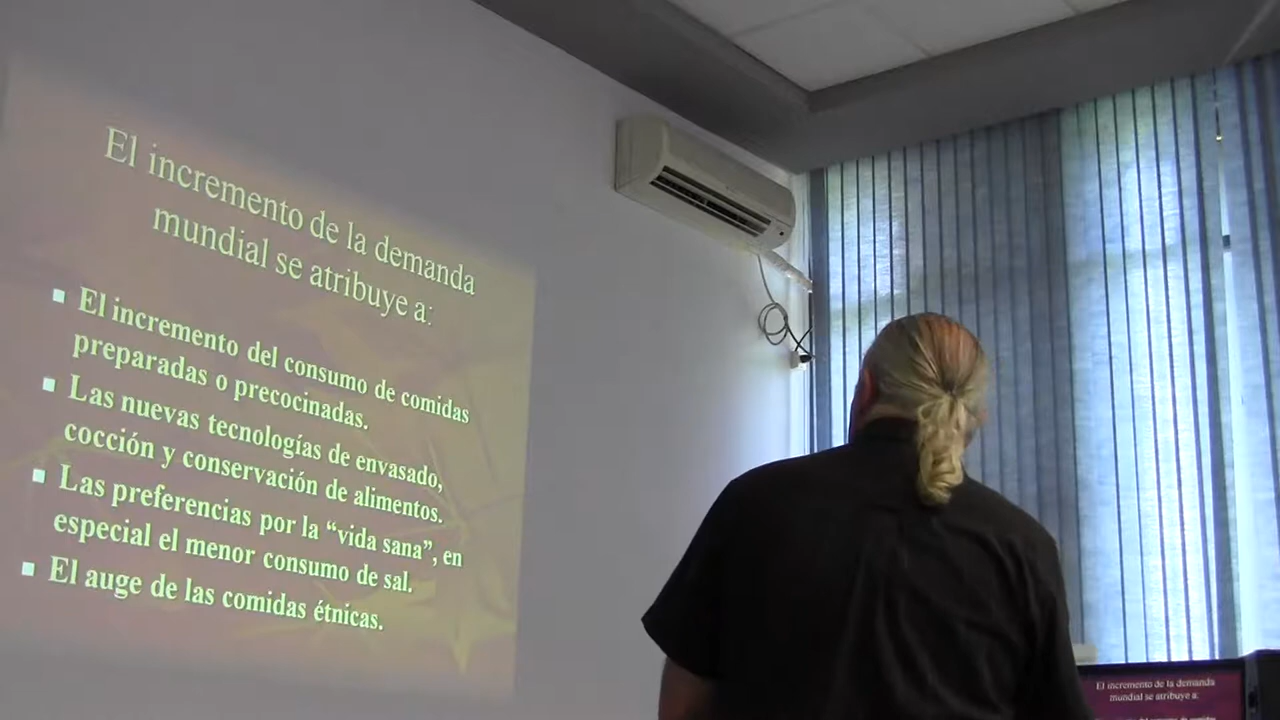 El incremento de la demanda
mundial se atribuye a:
El incremento del consumo de comidas
preparadas o precocinadas.
Las nuevas tecnologías de envasado,
cocción y conservación de alimentos.
Las preferencias por la “vida sana”, en
especial el menor consumo de sal.
El auge de las comidas étnicas.
El incremento de la demanda
mundial se atribuye a: